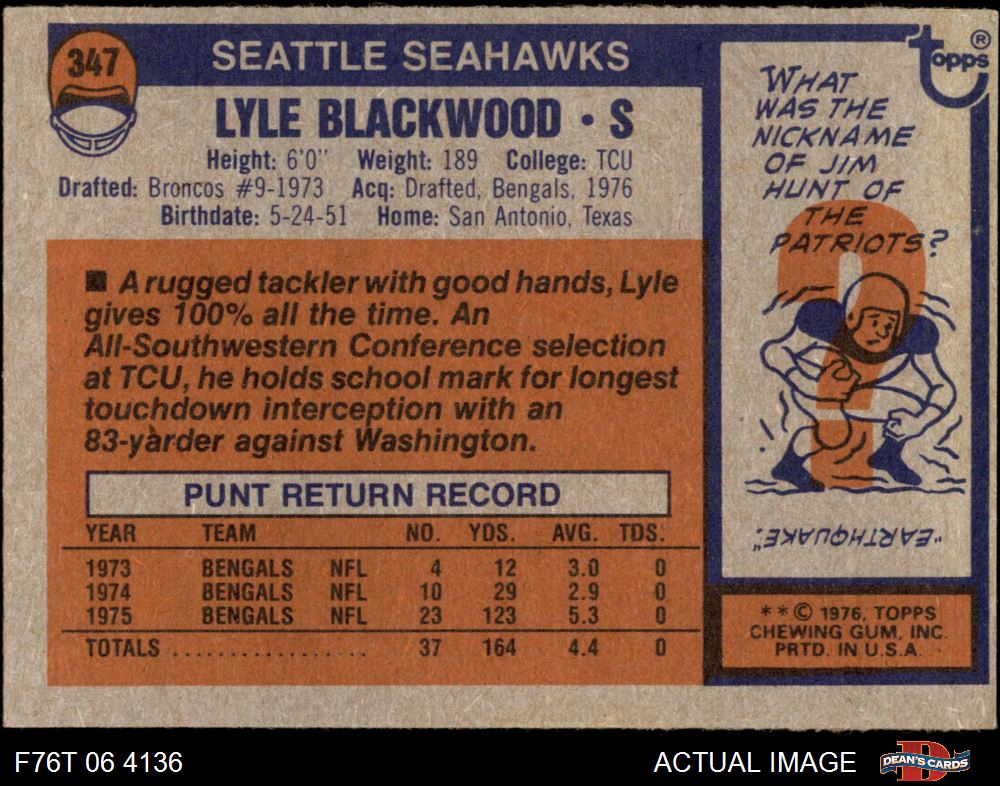 347
SEATTLE SEAHAWKS
LYLE BLACKWOOD • S
Height: 6'0" Weight: 189 College: TCU
Drafted: Broncos #9-1973 Acq: Drafted, Bengals, 1976
Birthdate: 5-24-51 Home: San Antonio, Texas
■ A rugged tackler with good hands, Lyle
gives 100% all the time. An
All-Southwestern Conference selection
at TCU, he holds school mark for longest
touchdown interception with an
83-yarder against Washington.
PUNT RETURN RECORD
YEAR TEAM NO. YDS. AVG. TDS.
1973 BENGALS NFL 4 12 3.0 0
1974 BENGALS NFL 10 29 2.9 0
1975 BENGALS NFL 23 123 5.3 0
TOTALS ................. 37 164 4.4 0
Topps®
WHAT
WAS THE
NICKNAME
OF JIM
HUNT OF
THE
PATRIOTS?
"EARTHQUAKE."
**© 1976, TOPPS
CHEWING GUM, INC.
PRTD. IN U.S.A.
F76T 06 4136
ACTUAL IMAGE
D
DEAN'S CARDS